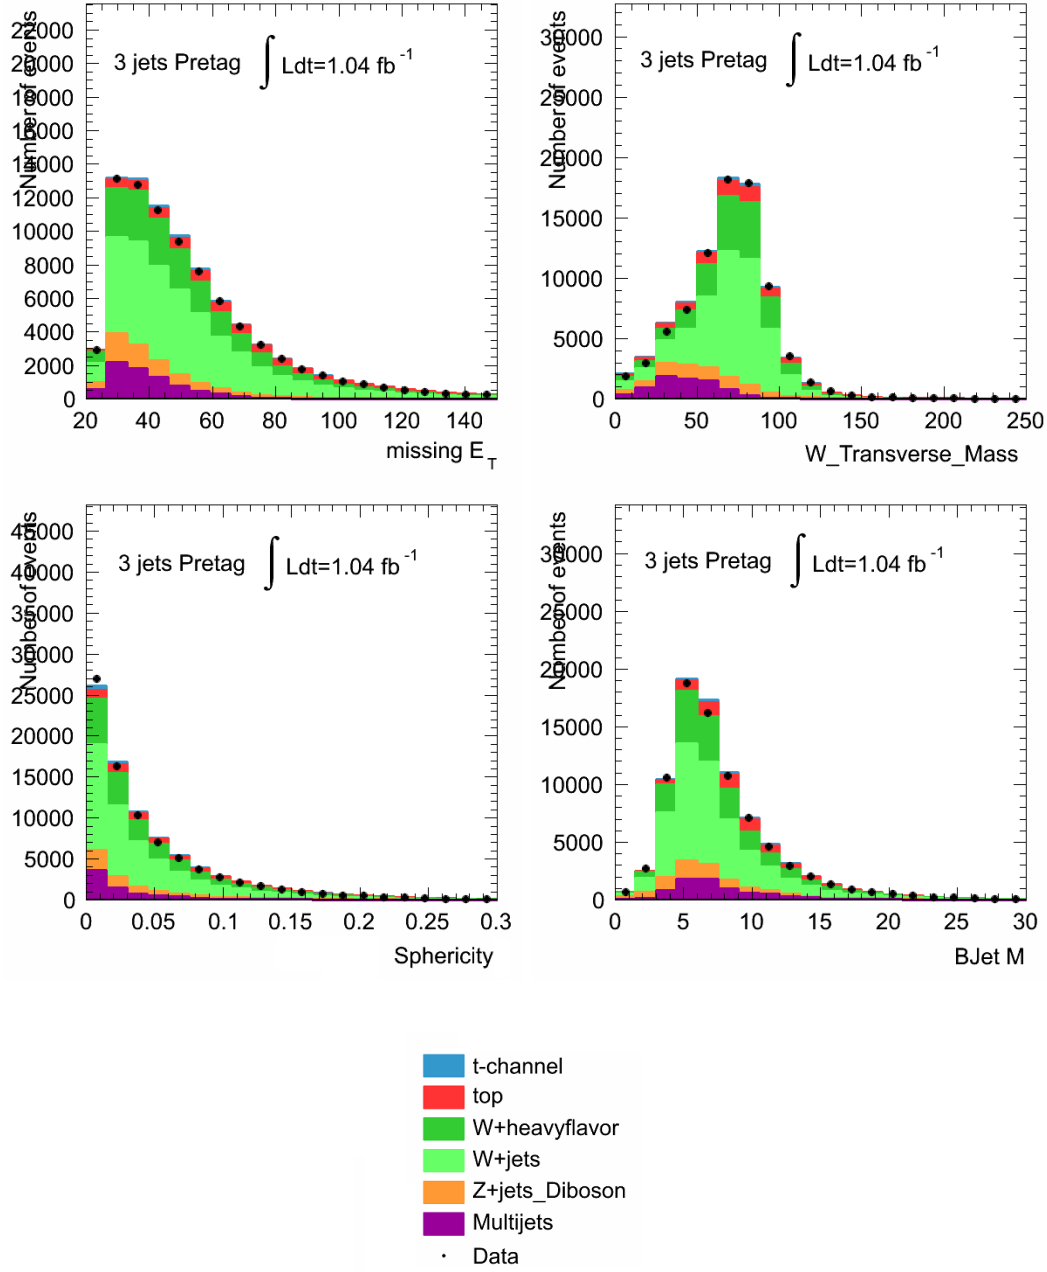 22000
20000
18000
16000
14000
12000
10000
8000
6000
4000
2000
0
Number of events
3 jets Pretag ∫ Ldt=1.04 fb-1
20 40 60 80 100 120 140
missing ET
30000
25000
20000
15000
10000
5000
0
Number of events
3 jets Pretag ∫ Ldt=1.04 fb-1
0 50 100 150 200 250
W_Transverse_Mass
45000
40000
35000
30000
25000
20000
15000
10000
5000
0
Number of events
3 jets Pretag ∫ Ldt=1.04 fb-1
0 0.05 0.1 0.15 0.2 0.25 0.3
Sphericity
30000
25000
20000
15000
10000
5000
0
Number of events
3 jets Pretag ∫ Ldt=1.04 fb-1
0 5 10 15 20 25 30
BJet M
t-channel
top
W+heavyflavor
W+jets
Z+jets_Diboson
Multijets
Data